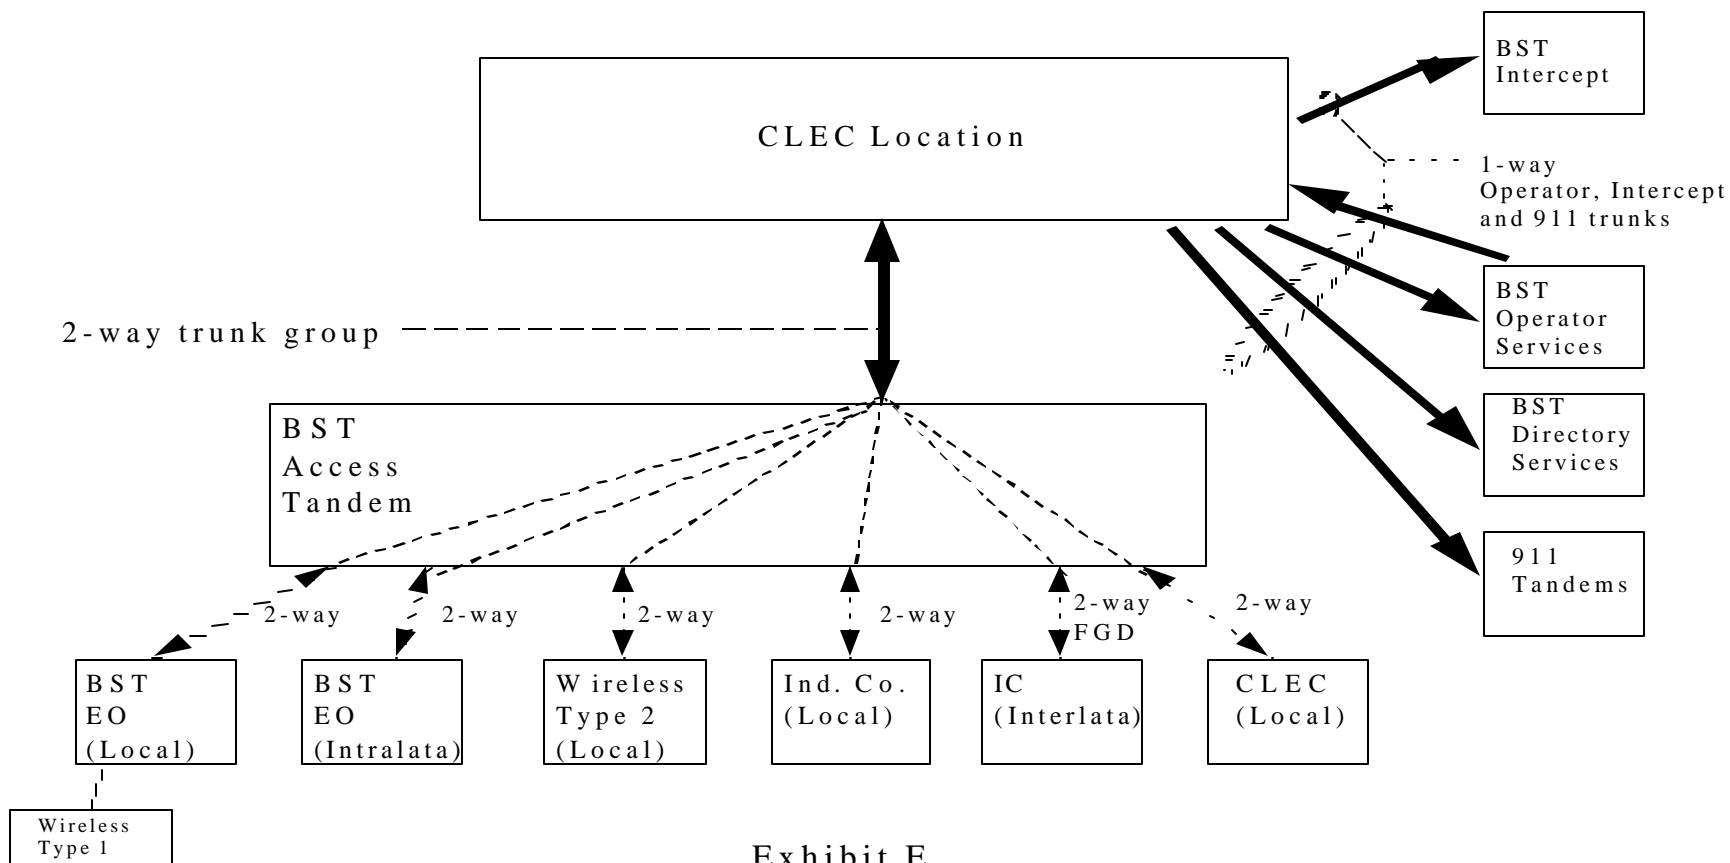 BST
Intercept
CLEC Location
1-way
Operator, Intercept
and 911 trunks
BST
Operator
Services
2-way trunk group
BST
Directory
Services
BST
Access
Tandem
911
Tandems
2-way
2-way
2-way
2-way
2-way
FGD
2-way
BST
EO
(Local)
BST
EO
(Intralata)
Wireless
Type 2
(Local)
Ind. Co.
(Local)
IC
(Interlata)
CLEC
(Local)
Wireless
Type 1
Exhibit E